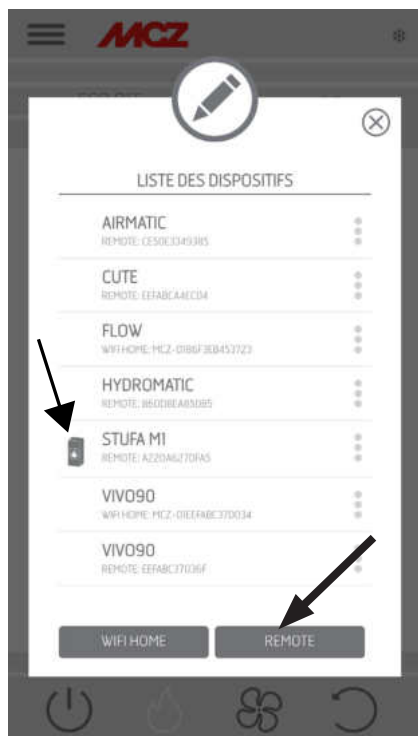 MCZ
LISTE DES DISPOSITIFS
AIRMATIC
REMOTE: CE50C3349385
CUTE
REMOTE: EEFABCA4EC04
FLOW
WIFI HOME: MCZ-0186F3EB453723
HYDROMATIC
REMOTE: 860DBEA85DB5
STUFA M1
REMOTE: A220A6270FA5
VIVO90
WIFI HOME: MCZ-01EEFABC370034
VIVO90
REMOTE: EEFABC37036F
WIFI HOME
REMOTE